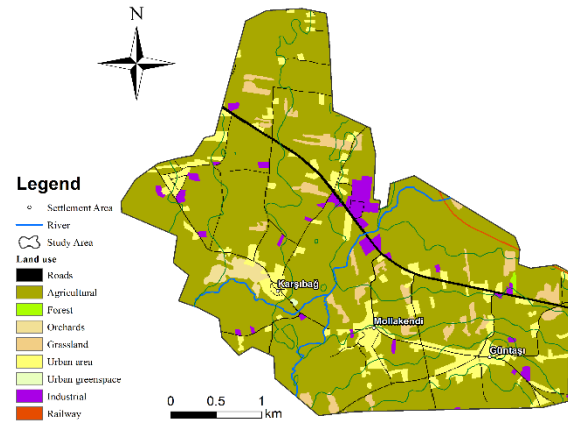 N
Legend
Settlement Area
River
Study Area
Land use
Roads
Agricultural
Forest
Orchards
Grassland
Urban area
Urban greenspace
Industrial
Railway
Karşıbağ
Mollakendi
Güntaşı
0 0.5 1
km